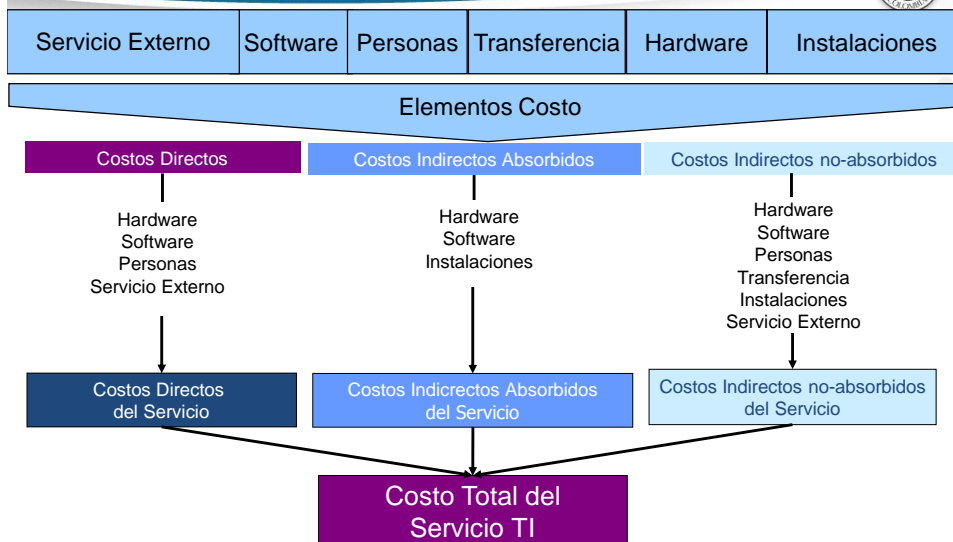 Servicio Externo
Software
Personas
Transferencia
Hardware
Instalaciones
Elementos Costo
Costos Directos
Costos Indirectos Absorbidos
Costos Indirectos no-absorbidos
Hardware
Software
Personas
Servicio Externo
Hardware
Software
Instalaciones
Hardware
Software
Personas
Transferencia
Instalaciones
Servicio Externo
Costos Directos
del Servicio
Costos Indicrectos Absorbidos
del Servicio
Costos Indirectos no-absorbidos
del Servicio
Costo Total del
Servicio TI